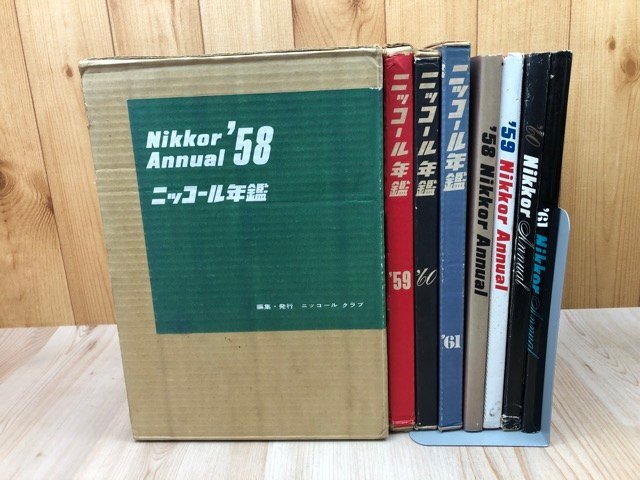 Nikkor '58
Annual
ニッコール年鑑
編集・発行 ニッコール クラブ
ニッコール年鑑 '59
ニッコール年鑑 '60
ニッコール年鑑 '61
'58 Nikkor Annual
'59 Nikkor Annual
'60 Nikkor Annual
'61 Nikkor Annual